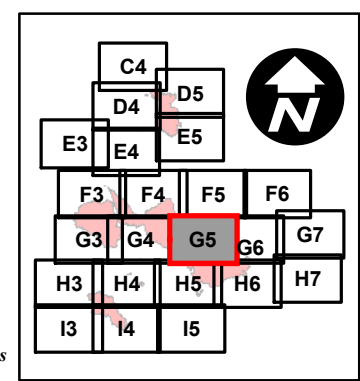 C4
D4 D5
E3 E4 E5
N
F3 F4 F5 F6
G3 G4 G5 G6 G7
H3 H4 H5 H6 H7
I3 I4 I5
s